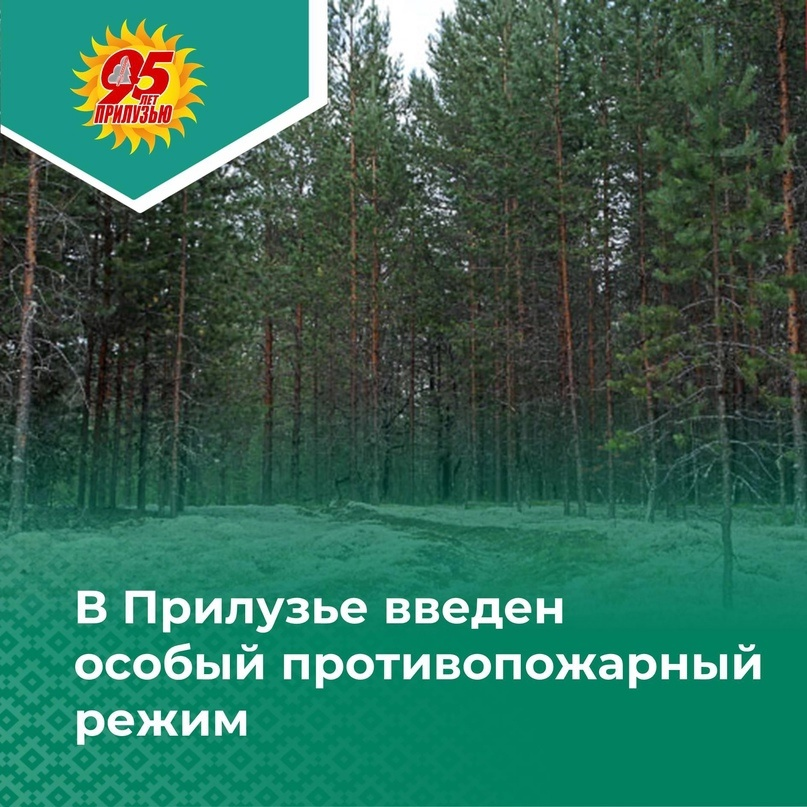 95
ЛЕТ
ПРИЛУЗЬЮ
В Прилузье введен
особый противопожарный
режим